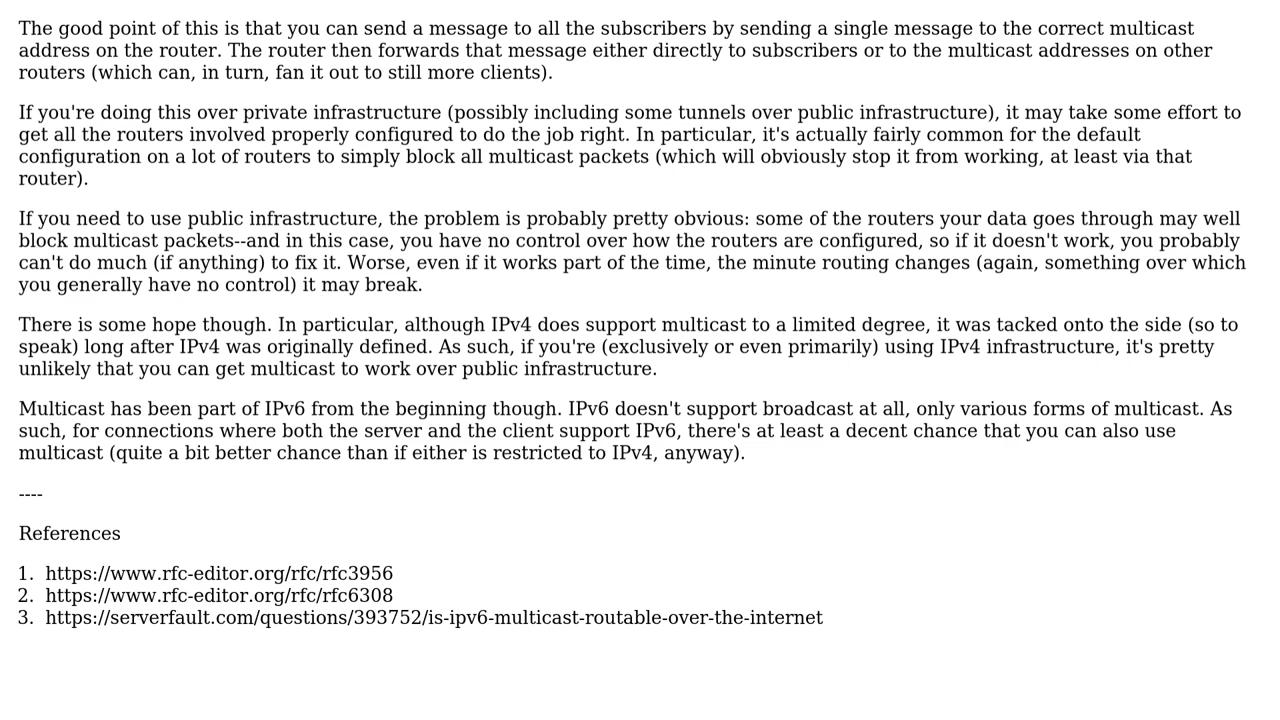 The good point of this is that you can send a message to all the subscribers by sending a single message to the correct multicast
address on the router. The router then forwards that message either directly to subscribers or to the multicast addresses on other
routers (which can, in turn, fan it out to still more clients).
If you're doing this over private infrastructure (possibly including some tunnels over public infrastructure), it may take some effort to
get all the routers involved properly configured to do the job right. In particular, it's actually fairly common for the default
configuration on a lot of routers to simply block all multicast packets (which will obviously stop it from working, at least via that
router).
If you need to use public infrastructure, the problem is probably pretty obvious: some of the routers your data goes through may well
block multicast packets--and in this case, you have no control over how the routers are configured, so if it doesn't work, you probably
can't do much (if anything) to fix it. Worse, even if it works part of the time, the minute routing changes (again, something over which
you generally have no control) it may break.
There is some hope though. In particular, although IPv4 does support multicast to a limited degree, it was tacked onto the side (so to
speak) long after IPv4 was originally defined. As such, if you're (exclusively or even primarily) using IPv4 infrastructure, it's pretty
unlikely that you can get multicast to work over public infrastructure.
Multicast has been part of IPv6 from the beginning though. IPv6 doesn't support broadcast at all, only various forms of multicast. As
such, for connections where both the server and the client support IPv6, there's at least a decent chance that you can also use
multicast (quite a bit better chance than if either is restricted to IPv4, anyway).
----
References
1. https://www.rfc-editor.org/rfc/rfc3956
2. https://www.rfc-editor.org/rfc/rfc6308
3. https://serverfault.com/questions/393752/is-ipv6-multicast-routable-over-the-internet